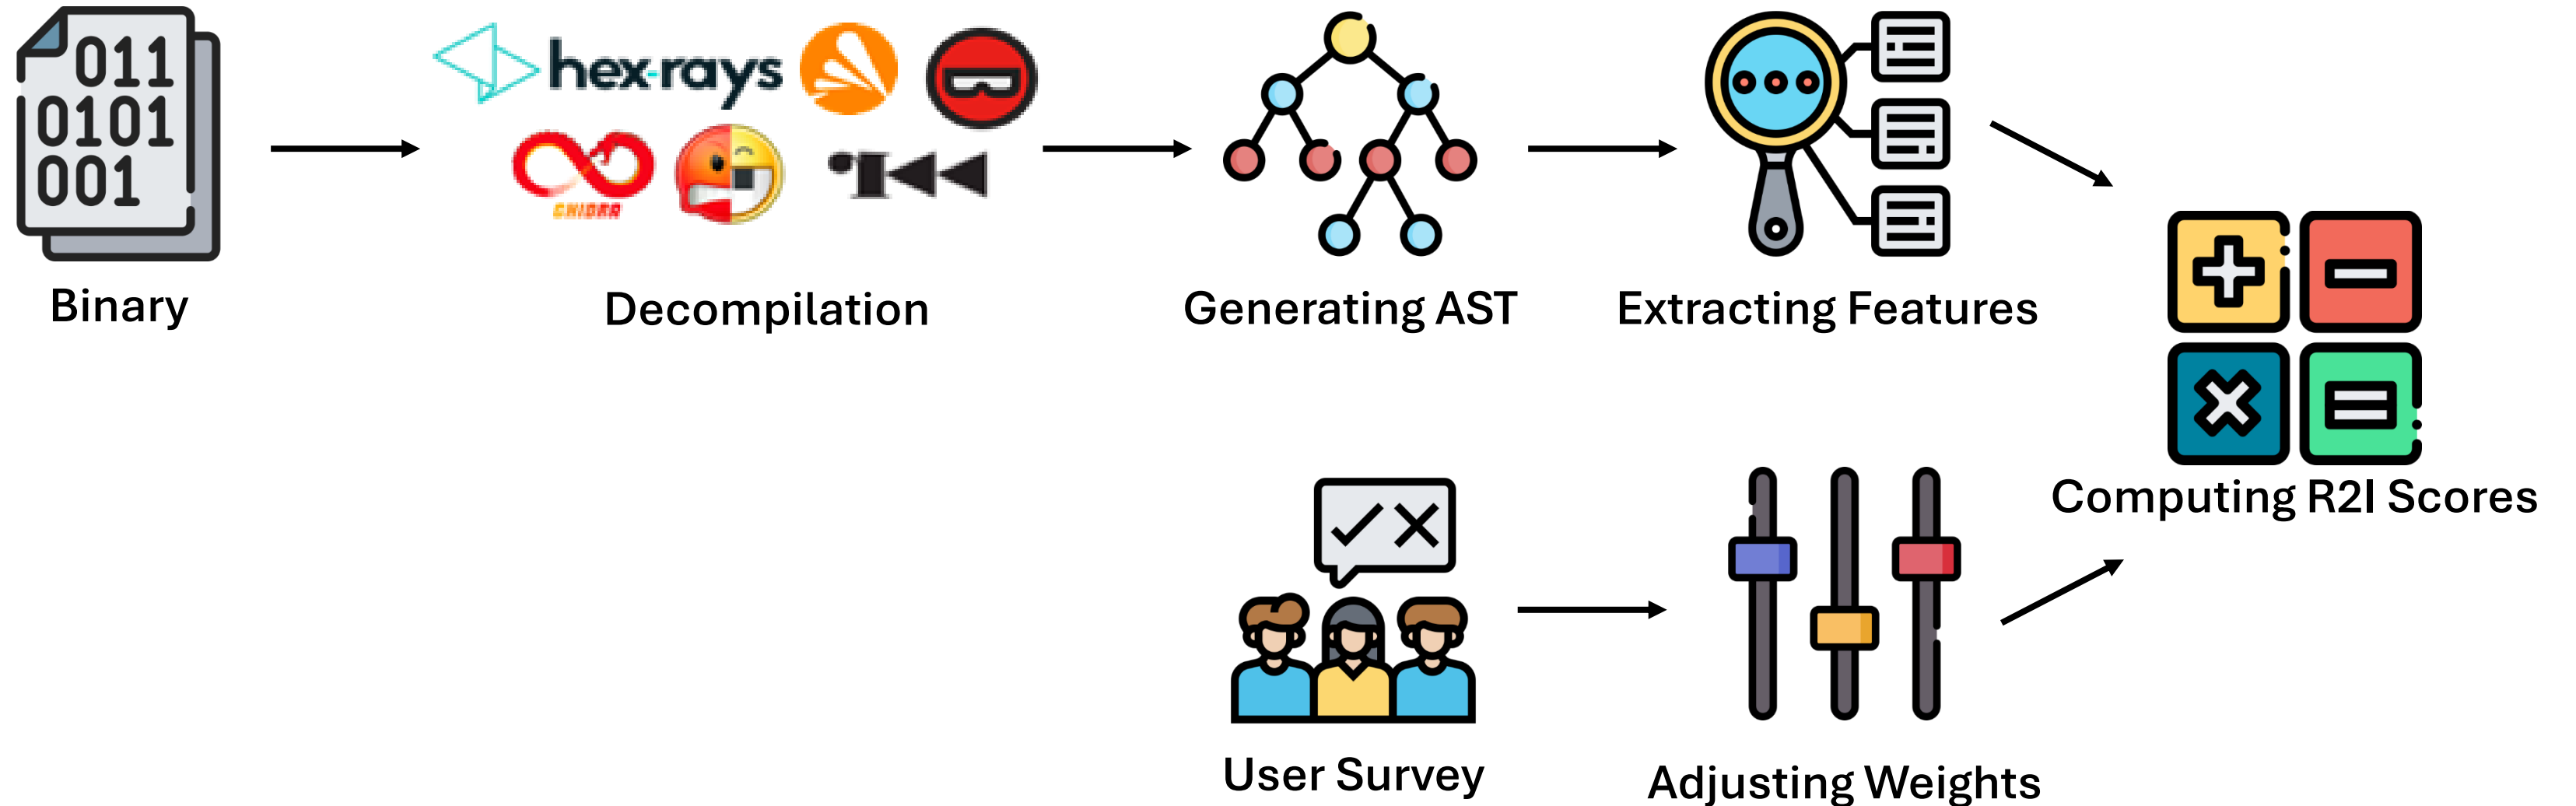 011
0101
001
hex-rays
GHIDRA
Binary
Decompilation
Generating AST
Extracting Features
Computing R2I Scores
User Survey
Adjusting Weights